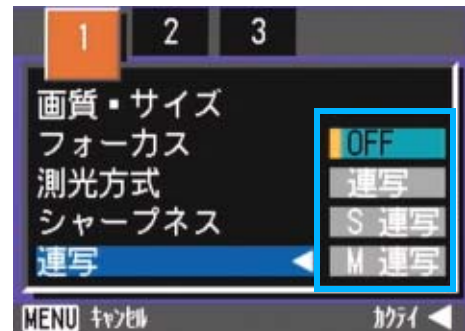 1 2 3
画質・サイズ
フォーカス OFF
測光方式 連写
シャープネス S 連写
連写 M 連写
MENU ｷｬﾝｾﾙ ｶｸﾃｲ